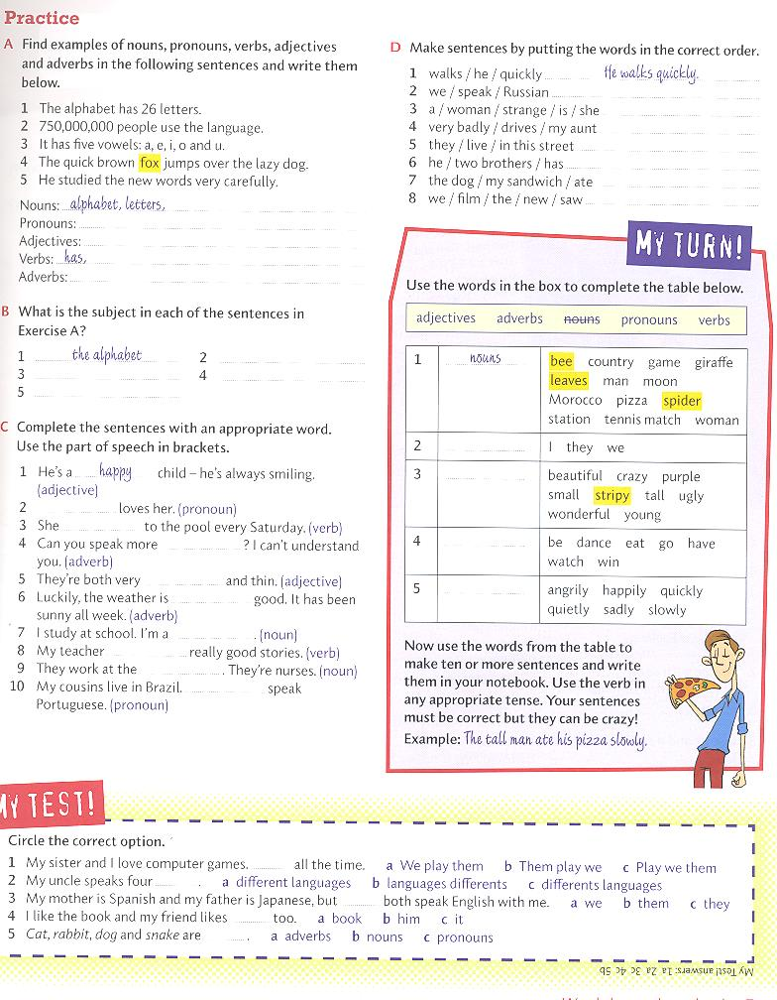 Practice
A Find examples of nouns, pronouns, verbs, adjectives
and adverbs in the following sentences and write them
below.
1 The alphabet has 26 letters.
2 750,000,000 people use the language.
3 It has five vowels: a, e, i, o and u.
4 The quick brown fox jumps over the lazy dog.
5 He studied the new words very carefully.
Nouns: alphabet, letters,
Pronouns:
Adjectives:
Verbs: has,
Adverbs:
B What is the subject in each of the sentences in
Exercise A?
1 the alphabet 2
3 4
5
C Complete the sentences with an appropriate word.
Use the part of speech in brackets.
1 He's a happy child – he's always smiling.
(adjective)
2 loves her. (pronoun)
3 She to the pool every Saturday. (verb)
4 Can you speak more ? I can't understand
you. (adverb)
5 They're both very and thin. (adjective)
6 Luckily, the weather is good. It has been
sunny all week. (adverb)
7 I study at school. I'm a . (noun)
8 My teacher really good stories. (verb)
9 They work at the . They're nurses. (noun)
10 My cousins live in Brazil. speak
Portuguese. (pronoun)
D Make sentences by putting the words in the correct order.
1 walks / he / quickly He walks quickly.
2 we / speak / Russian
3 a / woman / strange / is / she
4 very badly / drives / my aunt
5 they / live / in this street
6 he / two brothers / has
7 the dog / my sandwich / ate
8 we / film / the / new / saw
MY TURN!
Use the words in the box to complete the table below.
adjectives adverbs nouns pronouns verbs
1 nouns bee country game giraffe
leaves man moon
Morocco pizza spider
station tennis match woman
2 I they we
3 beautiful crazy purple
small stripy tall ugly
wonderful young
4 be dance eat go have
watch win
5 angrily happily quickly
quietly sadly slowly
Now use the words from the table to
make ten or more sentences and write
them in your notebook. Use the verb in
any appropriate tense. Your sentences
must be correct but they can be crazy!
Example: The tall man ate his pizza slowly.
MY TEST!
Circle the correct option.
1 My sister and I love computer games. all the time. a We play them b Them play we c Play we them
2 My uncle speaks four . a different languages b languages differents c differents languages
3 My mother is Spanish and my father is Japanese, but both speak English with me. a we b them c they
4 I like the book and my friend likes too. a book b him c it
5 Cat, rabbit, dog and snake are . a adverbs b nouns c pronouns
My Test! answers: 1a 2a 3c 4c 5b